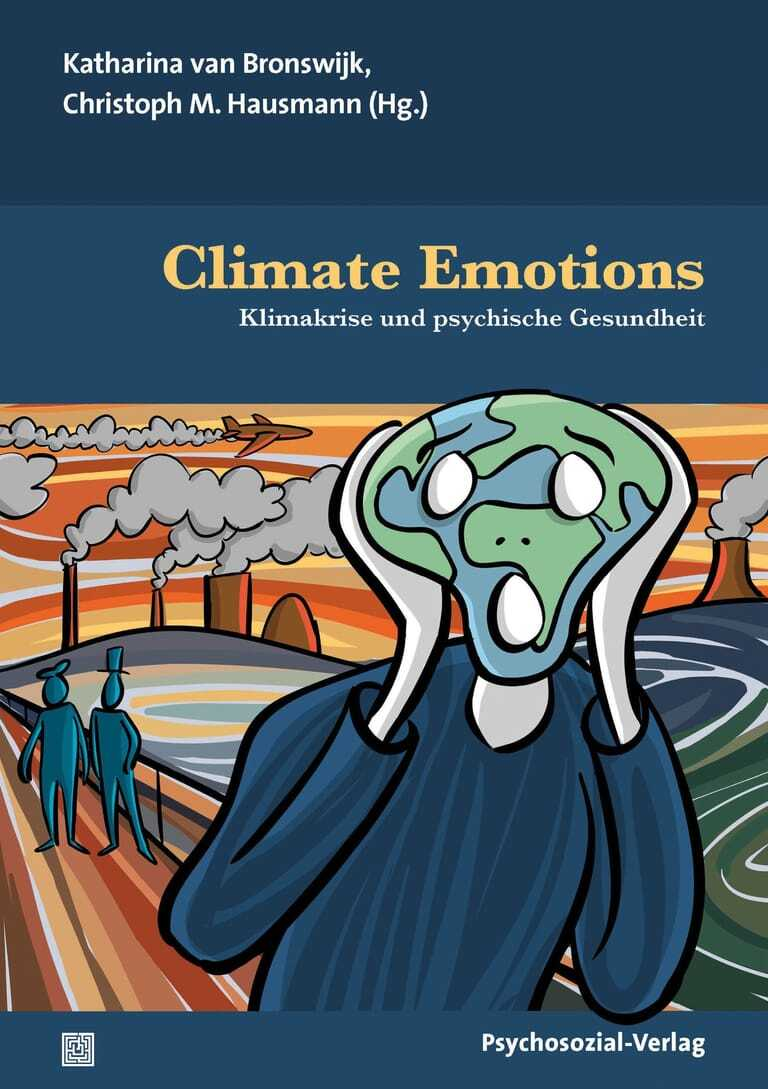 Katharina van Bronswijk,
Christoph M. Hausmann (Hg.)
Climate Emotions
Klimakrise und psychische Gesundheit
Psychosozial-Verlag